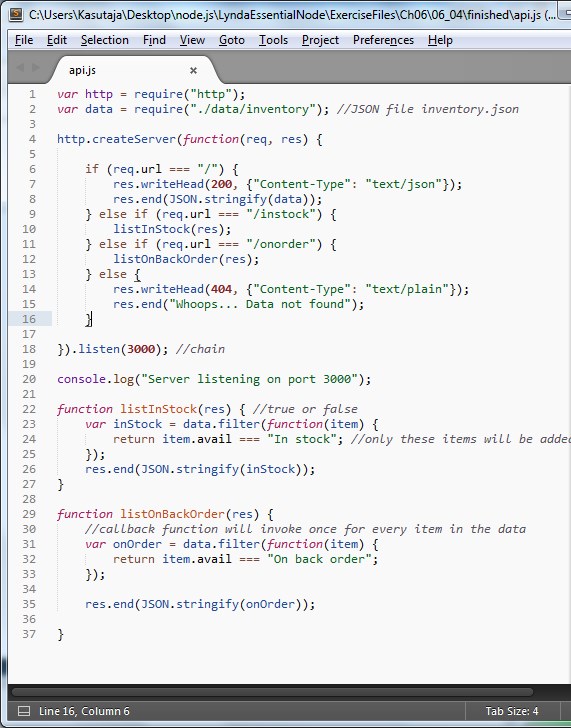 C:\Users\Kasutaja\Desktop\node.js\LyndaEssentialNode\ExerciseFiles\Ch06\06_04\finished\api.js (...
File Edit Selection Find View Goto Tools Project Preferences Help
api.js ×
1 var http = require("http");
2 var data = require("./data/inventory"); //JSON file inventory.json
3
4 http.createServer(function(req, res) {
5
6 if (req.url === "/") {
7 res.writeHead(200, {"Content-Type": "text/json"});
8 res.end(JSON.stringify(data));
9 } else if (req.url === "/instock") {
10 listInStock(res);
11 } else if (req.url === "/onorder") {
12 listOnBackOrder(res);
13 } else {
14 res.writeHead(404, {"Content-Type": "text/plain"});
15 res.end("Whoops... Data not found");
16 }
17
18 }).listen(3000); //chain
19
20 console.log("Server listening on port 3000");
21
22 function listInStock(res) { //true or false
23 var inStock = data.filter(function(item) {
24 return item.avail === "In stock"; //only these items will be added
25 });
26 res.end(JSON.stringify(inStock));
27 }
28
29 function listOnBackOrder(res) {
30 //callback function will invoke once for every item in the data
31 var onOrder = data.filter(function(item) {
32 return item.avail === "On back order";
33 });
34
35 res.end(JSON.stringify(onOrder));
36
37 }
Line 16, Column 6 Tab Size: 4